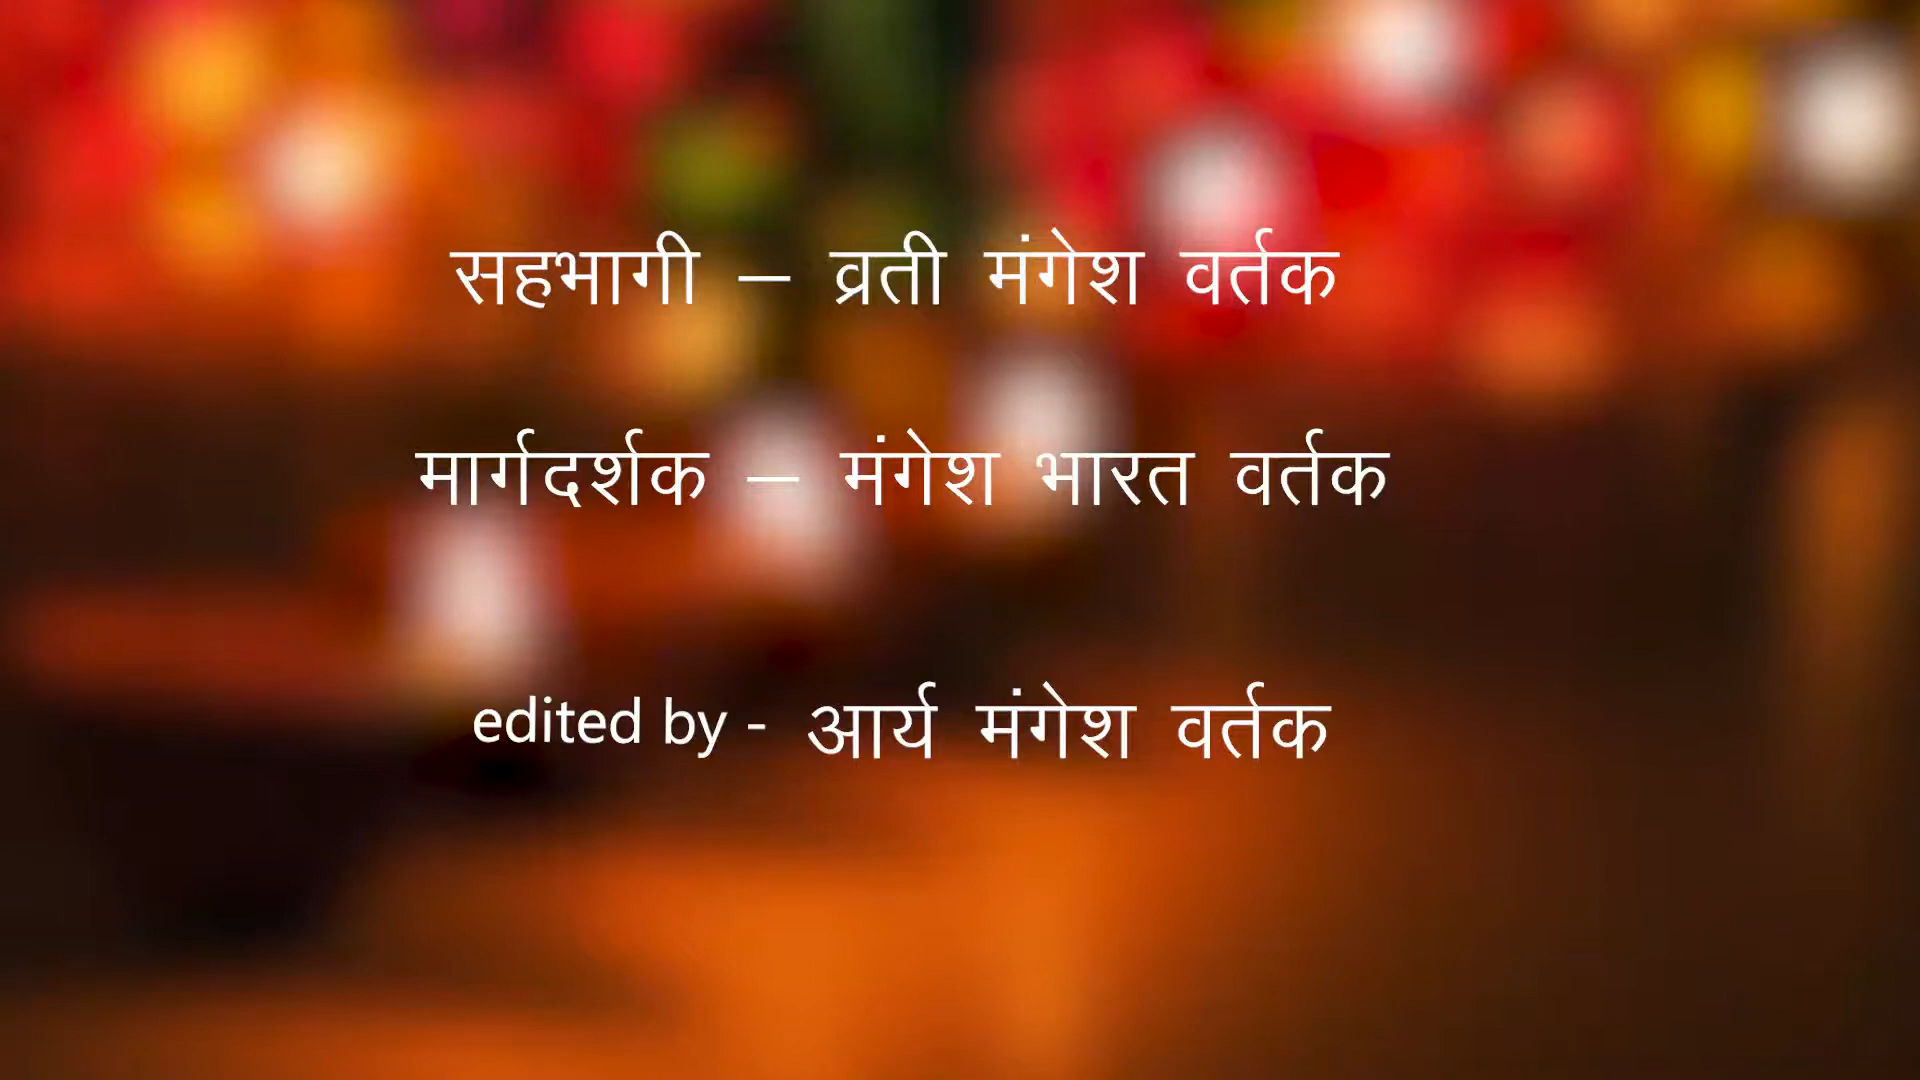 सहभागी – व्रती मंगेश वर्तक
मार्गदर्शक – मंगेश भारत वर्तक
edited by - आर्य मंगेश वर्तक